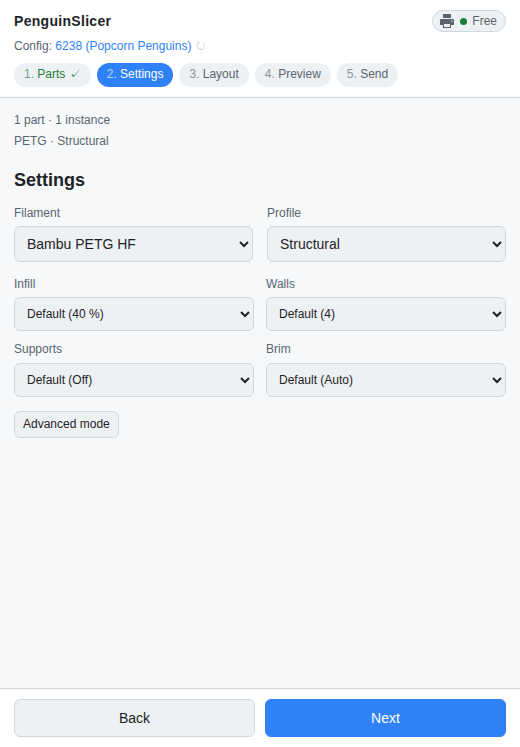 PenguinSlicer
Free
Config: 6238 (Popcorn Penguins)
1. Parts ✓ 2. Settings 3. Layout 4. Preview 5. Send
1 part · 1 instance
PETG · Structural
Settings
Filament Profile
Bambu PETG HF Structural
Infill Walls
Default (40 %) Default (4)
Supports Brim
Default (Off) Default (Auto)
Advanced mode
Back Next